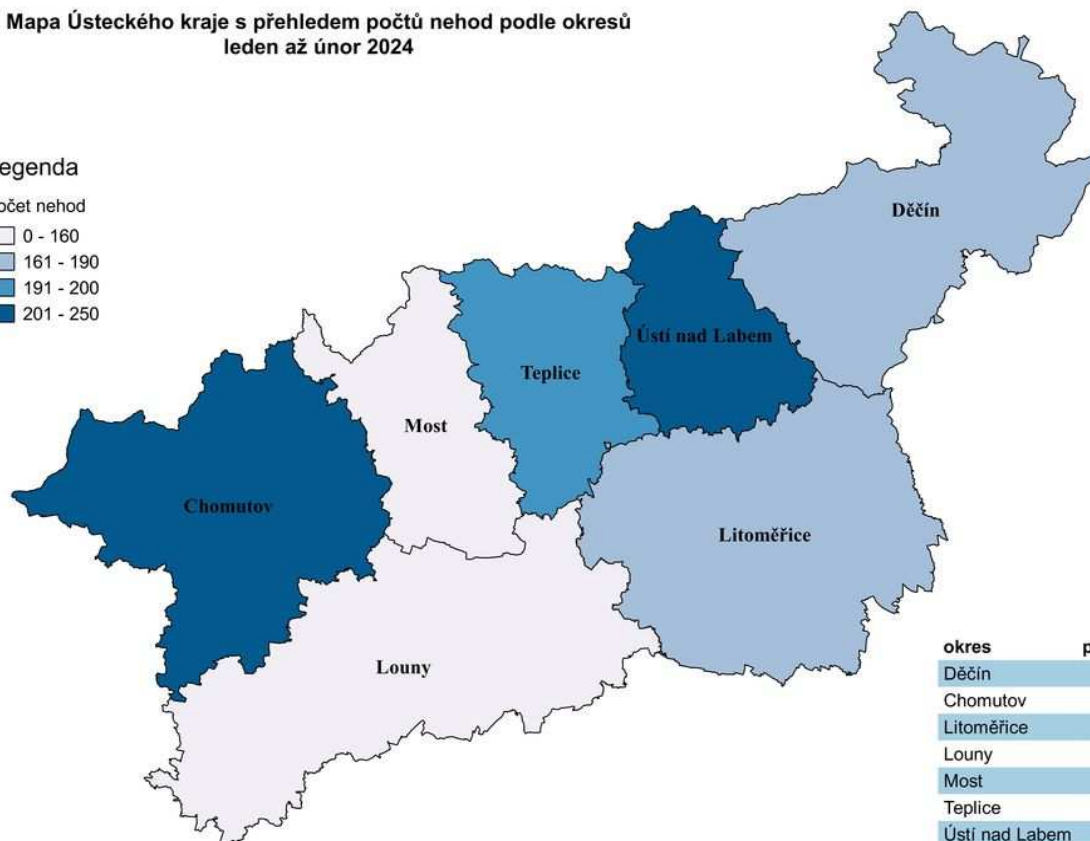 Mapa Ústeckého kraje s přehledem počtů nehod podle okresů
leden až únor 2024
egenda
očet nehod
0 - 160
161 - 190
191 - 200
201 - 250
Děčín
Ústí nad Labem
Teplice
Most
Chomutov
Litoměřice
Louny
okres p
Děčín
Chomutov
Litoměřice
Louny
Most
Teplice
Ústí nad Labem